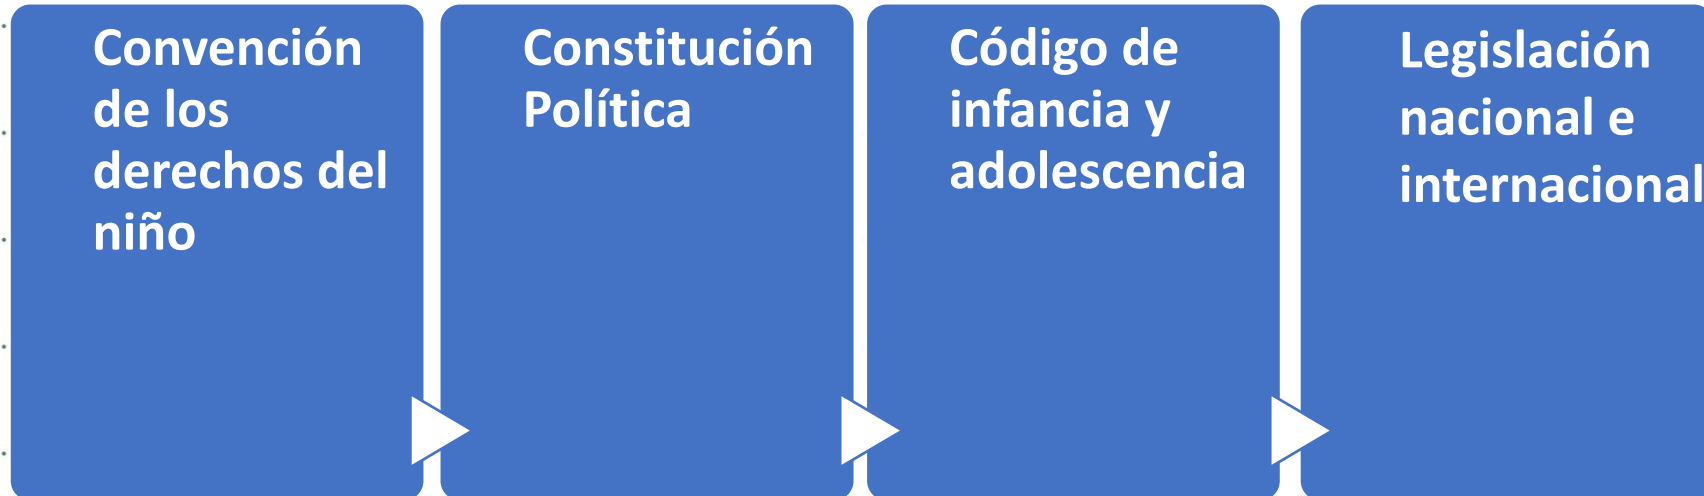 Convención
de los
derechos del
niño
Constitución
Política
Código de
infancia y
adolescencia
Legislación
nacional e
internacional